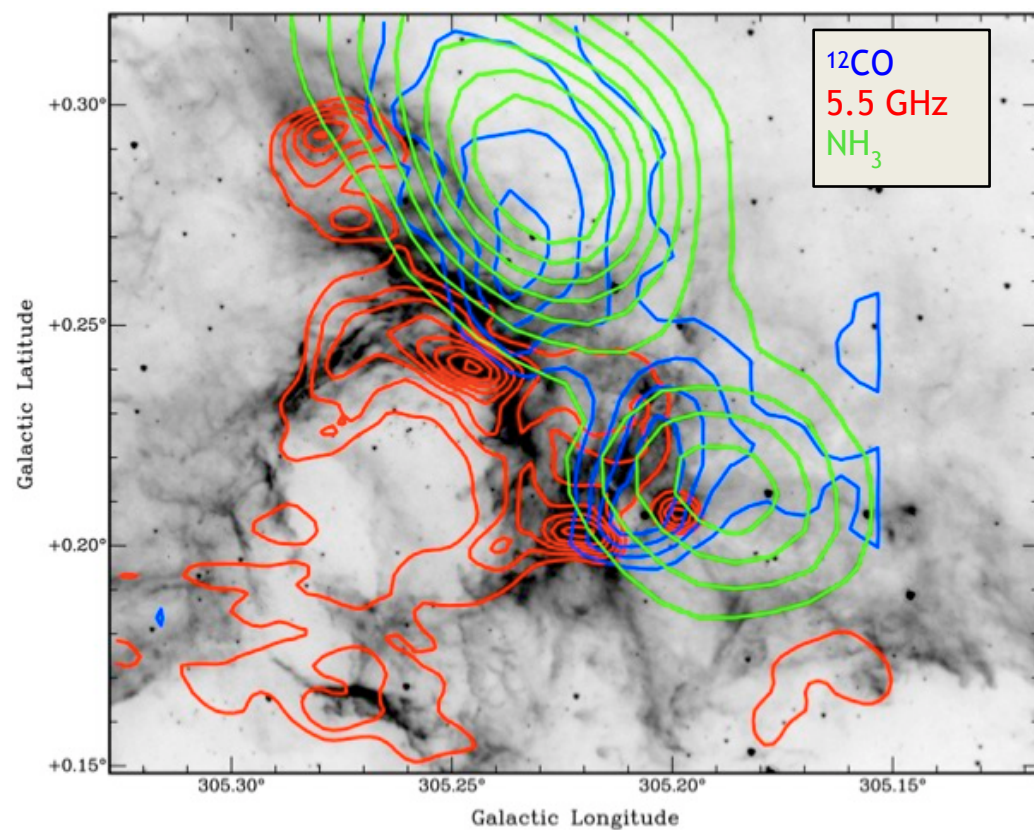 ¹²CO
5.5 GHz
NH₃
+0.30°
+0.25°
+0.20°
+0.15°
Galactic Latitude
305.30°
305.25°
305.20°
305.15°
Galactic Longitude